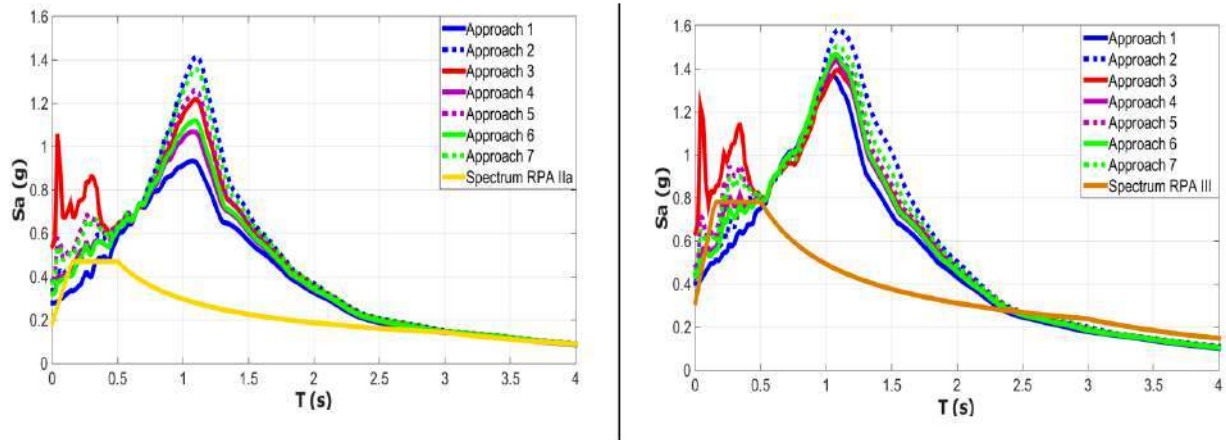 1.6
1.4
1.2
1
0.8
0.6
0.4
0.2
0
Sa (g)
0
0.5
1
1.5
2
2.5
3
3.5
4
T (s)
Approach 1
Approach 2
Approach 3
Approach 4
Approach 5
Approach 6
Approach 7
Spectrum RPA IIa
1.6
1.4
1.2
1
0.8
0.6
0.4
0.2
0
Sa (g)
0
0.5
1
1.5
2
2.5
3
3.5
4
T (s)
Approach 1
Approach 2
Approach 3
Approach 4
Approach 5
Approach 6
Approach 7
Spectrum RPA III